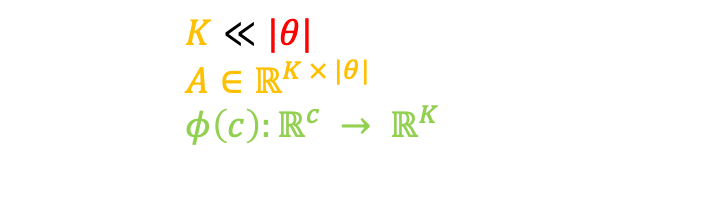 K ≪ |θ|
A ∈ ℝ^{K × |θ|}
ϕ(c): ℝ^c → ℝ^K